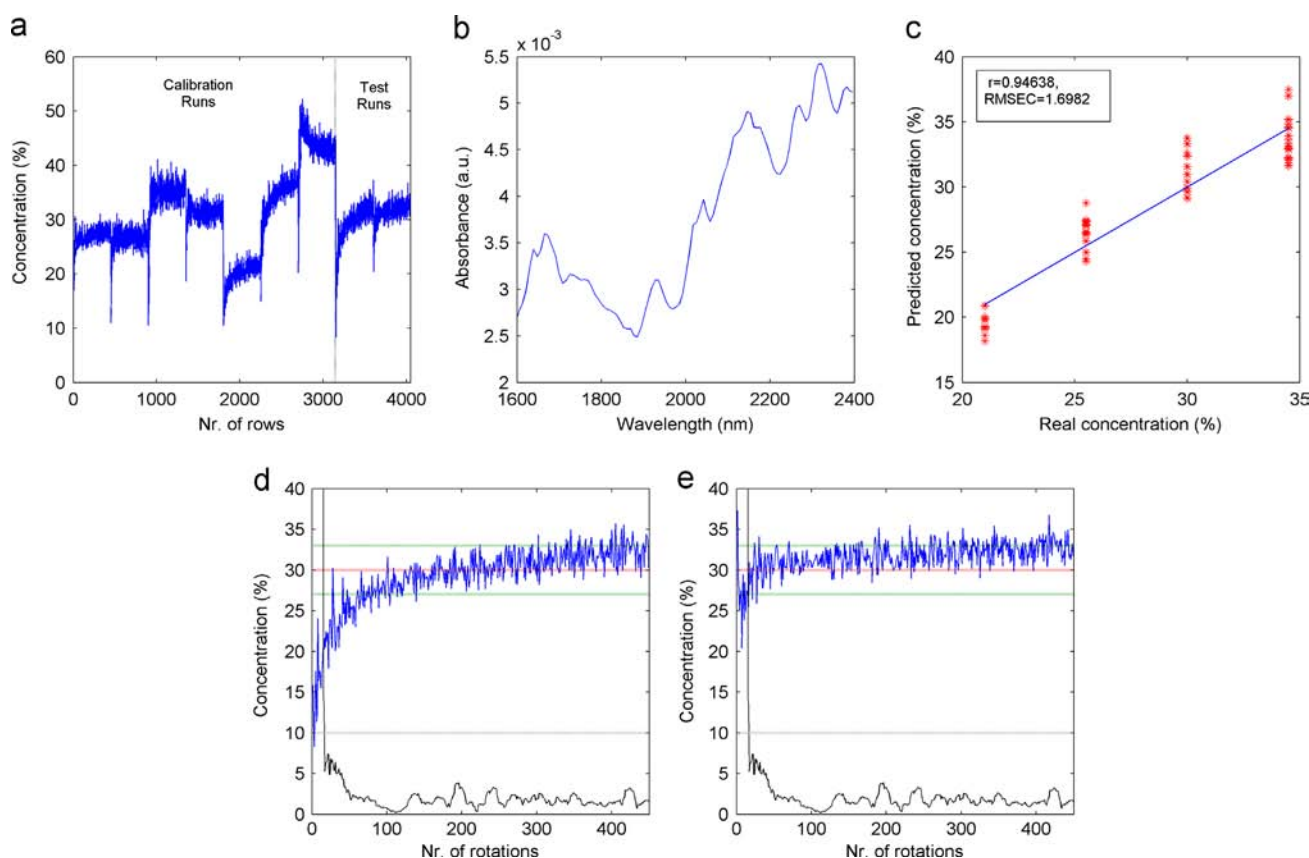 a
60
50
40
30
20
10
0
Concentration (%)
Calibration
Runs
Test
Runs
0
1000
2000
3000
4000
Nr. of rows
b
x 10⁻³
5.5
5
4.5
4
3.5
3
2.5
2
Absorbance (a.u.)
1600
1800
2000
2200
2400
Wavelength (nm)
c
40
35
30
25
20
15
Predicted concentration (%)
r=0.94638,
RMSEC=1.6982
20
25
30
35
Real concentration (%)
d
40
35
30
25
20
15
10
5
0
Concentration (%)
0
100
200
300
400
Nr. of rotations
e
40
35
30
25
20
15
10
5
0
Concentration (%)
0
100
200
300
400
Nr. of rotations